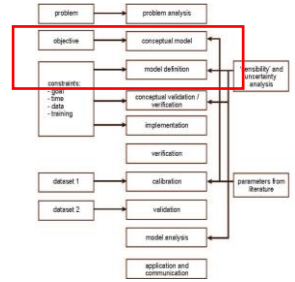 problem
problem analysis
objective
conceptual model
model definition
constraints:
- goal
- time
- data
- training
'sensibility' and
uncertainty
analysis
conceptual validation /
verification
implementation
verification
dataset 1
calibration
parameters from
literature
dataset 2
validation
model analysis
application and
communication